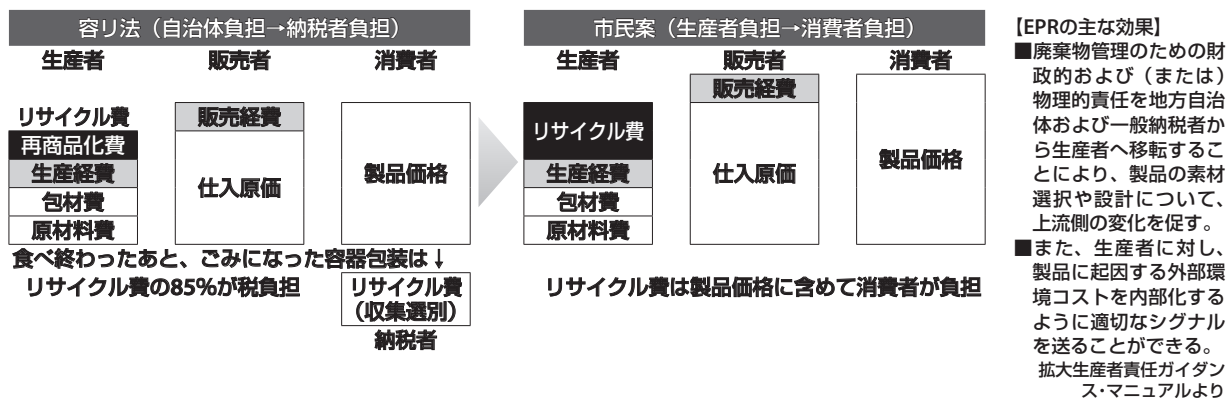 容リ法（自治体負担→納税者負担）
生産者 販売者 消費者
リサイクル費
再商品化費
生産経費
包材費
原材料費
販売経費
仕入原価
製品価格
食べ終わったあと、ごみになった容器包装は↓
リサイクル費の85%が税負担
リサイクル費
（収集選別）
納税者
市民案（生産者負担→消費者負担）
生産者 販売者 消費者
リサイクル費
生産経費
包材費
原材料費
販売経費
仕入原価
製品価格
リサイクル費は製品価格に含めて消費者が負担
【EPRの主な効果】
■廃棄物管理のための財
政的および（または）
物理的責任を地方自治
体および一般納税者か
ら生産者へ移転するこ
とにより、製品の素材
選択や設計について、
上流側の変化を促す。
■また、生産者に対し、
製品に起因する外部環
境コストを内部化する
ように適切なシグナル
を送ることができる。
拡大生産者責任ガイダン
ス・マニュアルより